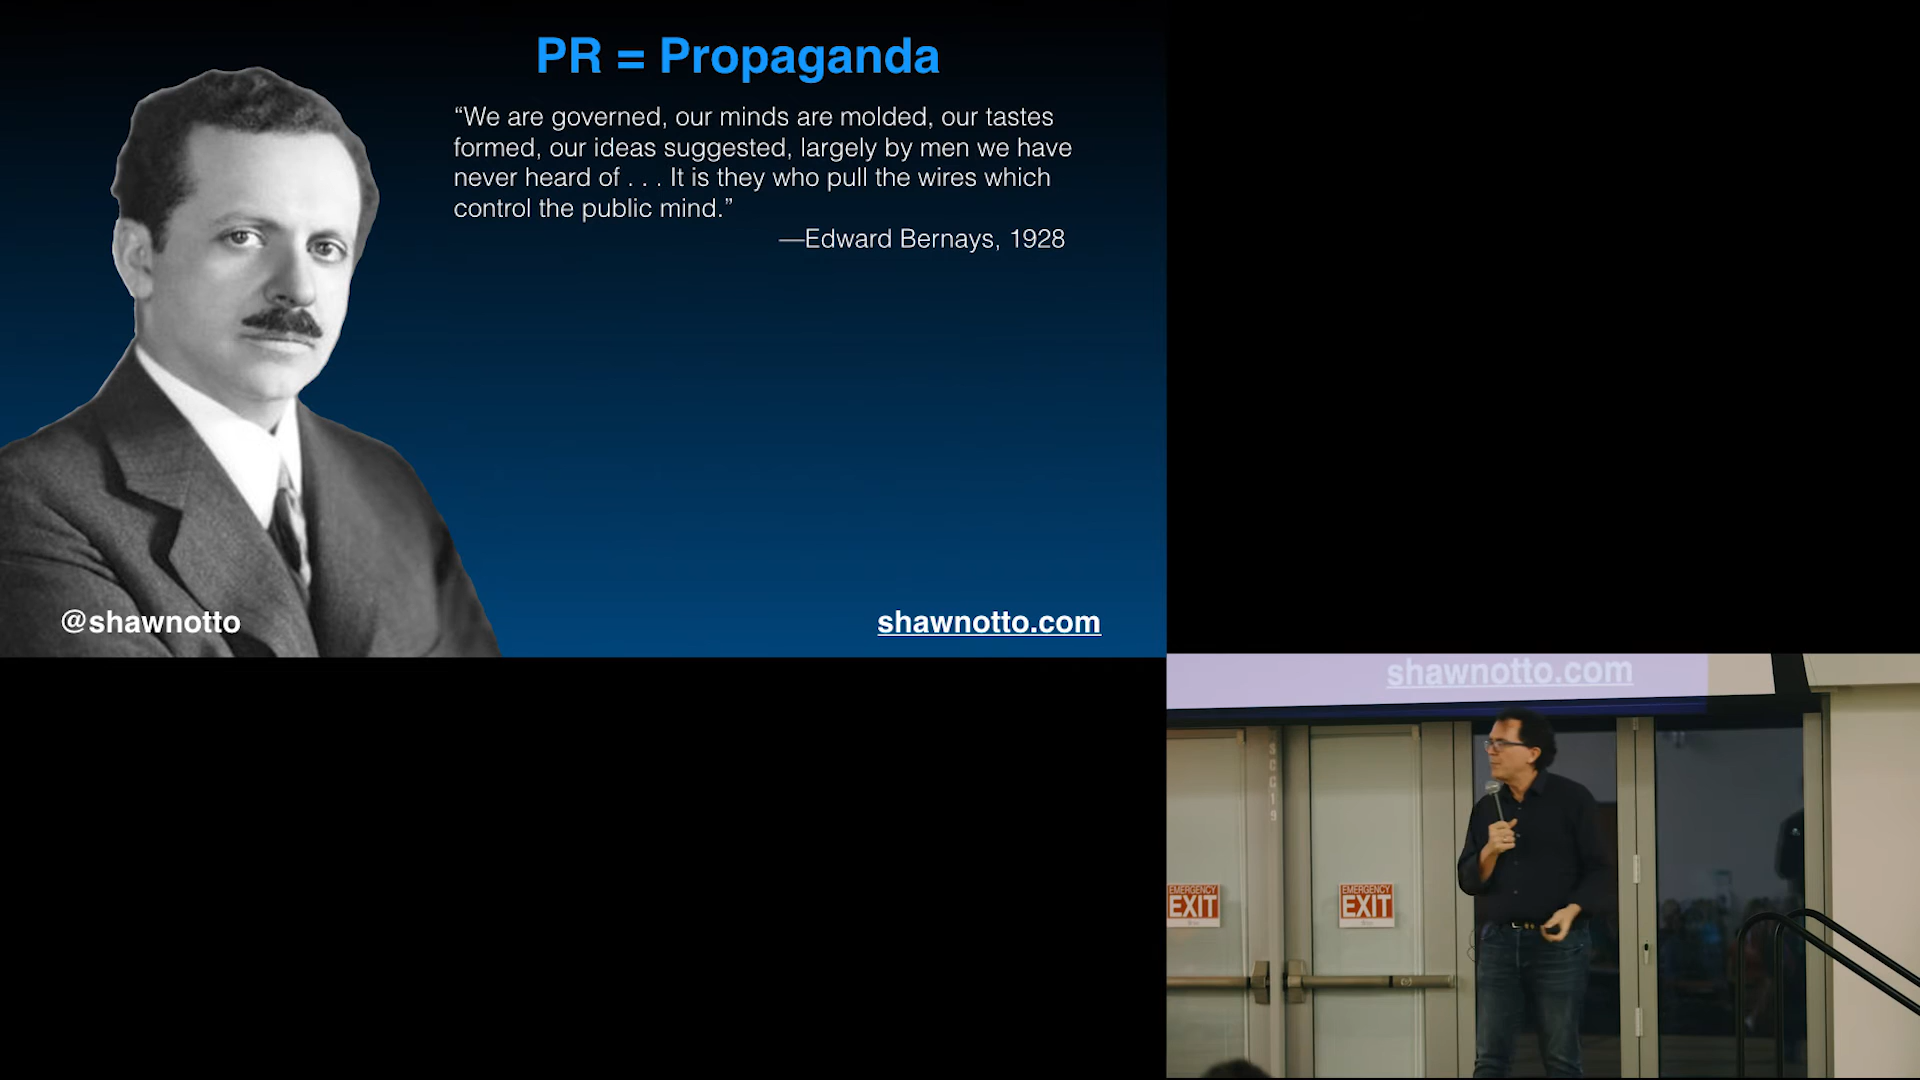 PR = Propaganda
“We are governed, our minds are molded, our tastes
formed, our ideas suggested, largely by men we have
never heard of . . . It is they who pull the wires which
control the public mind.”
—Edward Bernays, 1928
@shawnotto
shawnotto.com
shawnotto.com
SCC19
EMERGENCY
EXIT
EMERGENCY
EXIT